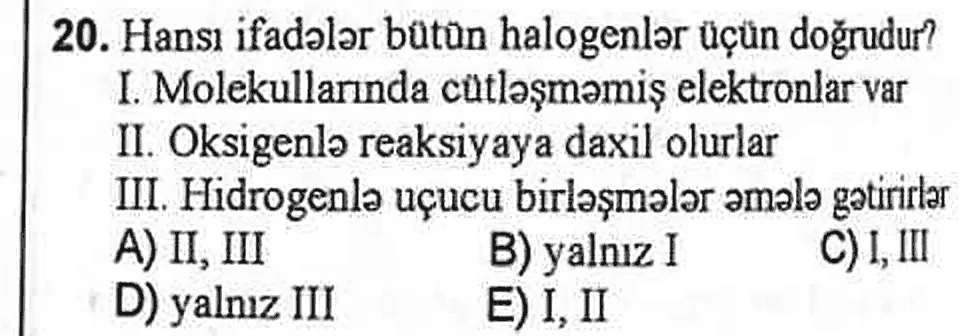 20. Hansı ifadələr bütün halogenlər üçün doğrudur?
I. Molekullarında cütləşməmiş elektronlar var
II. Oksigenlə reaksiyaya daxil olurlar
III. Hidrogenlə uçucu birləşmələr əmələ gətirirlər
A) II, III B) yalnız I C) I, III
D) yalnız III E) I, II